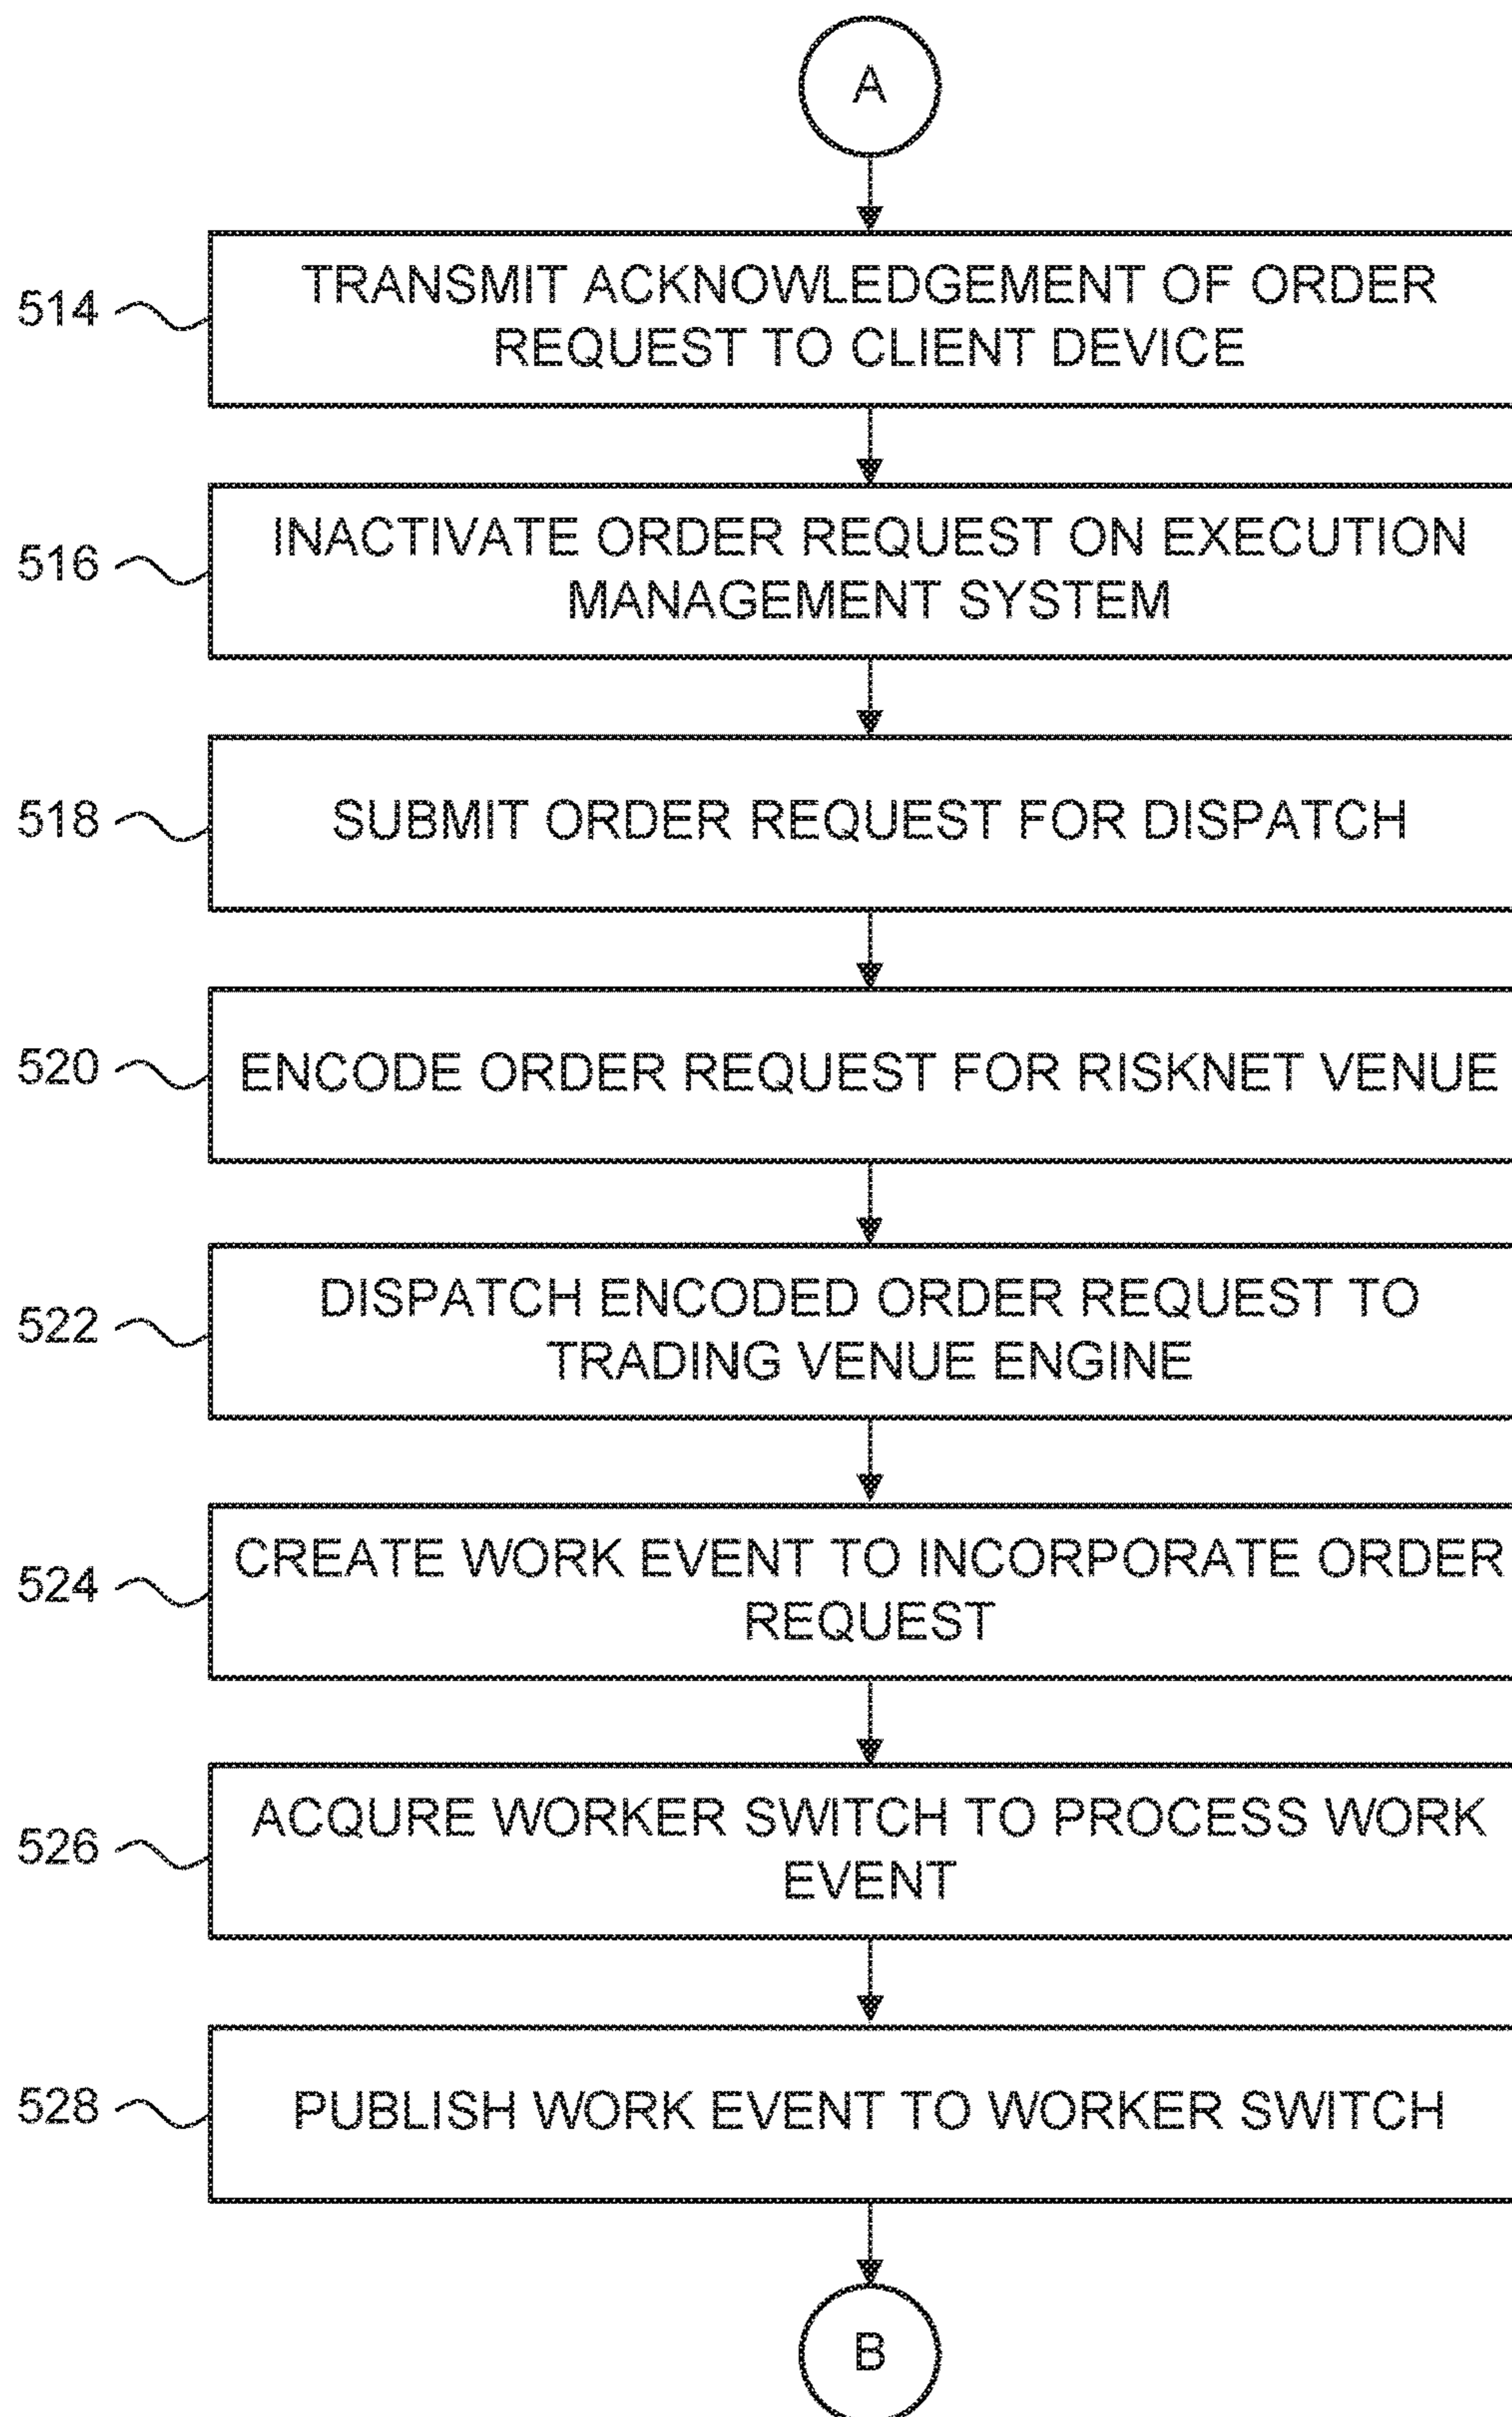 A
514
TRANSMIT ACKNOWLEDGEMENT OF ORDER
REQUEST TO CLIENT DEVICE
516
INACTIVATE ORDER REQUEST ON EXECUTION
MANAGEMENT SYSTEM
518
SUBMIT ORDER REQUEST FOR DISPATCH
520
ENCODE ORDER REQUEST FOR RISKNET VENUE
522
DISPATCH ENCODED ORDER REQUEST TO
TRADING VENUE ENGINE
524
CREATE WORK EVENT TO INCORPORATE ORDER
REQUEST
526
ACQURE WORKER SWITCH TO PROCESS WORK
EVENT
528
PUBLISH WORK EVENT TO WORKER SWITCH
B